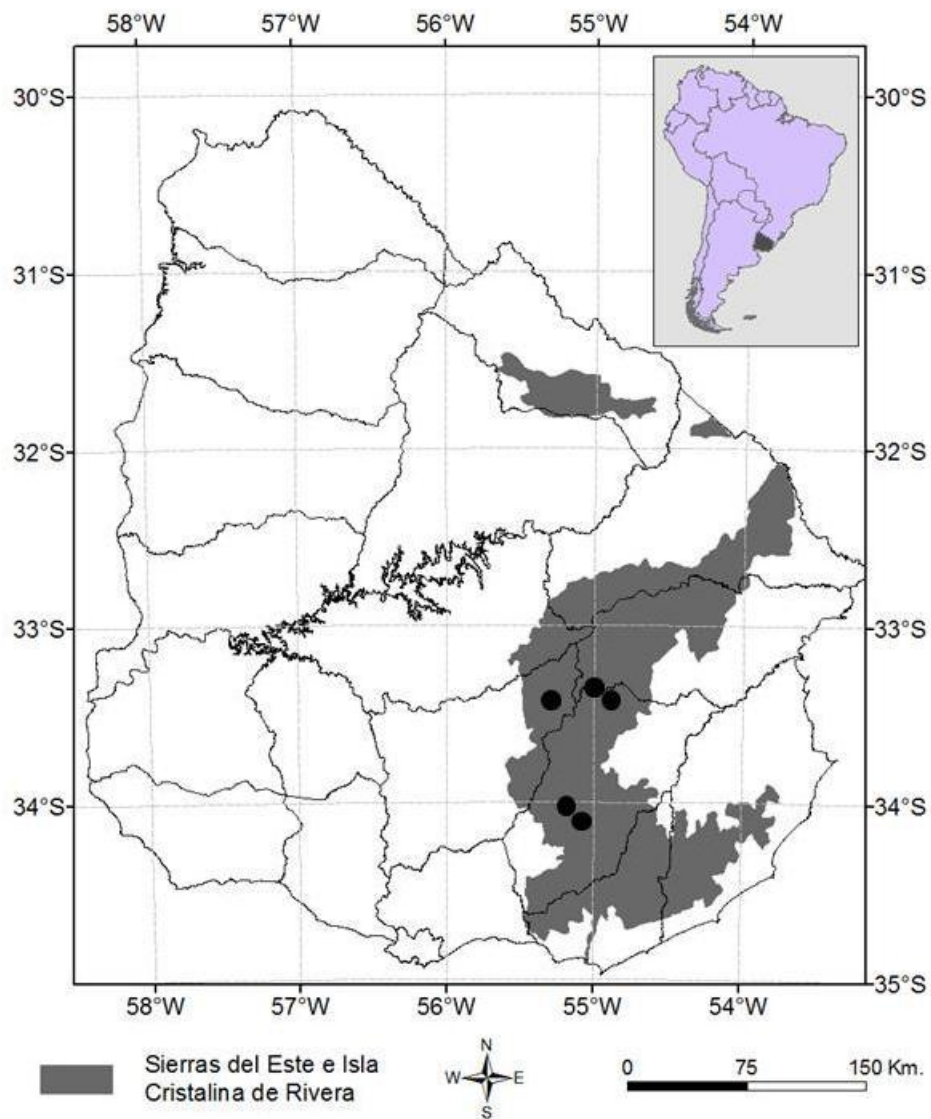 58°W 57°W 56°W 55°W 54°W
30°S 30°S
31°S 31°S
32°S 32°S
33°S 33°S
34°S 34°S
35°S
58°W 57°W 56°W 55°W 54°W
Sierras del Este e Isla
Cristalina de Rivera
N
W E
S
0 75 150 Km.